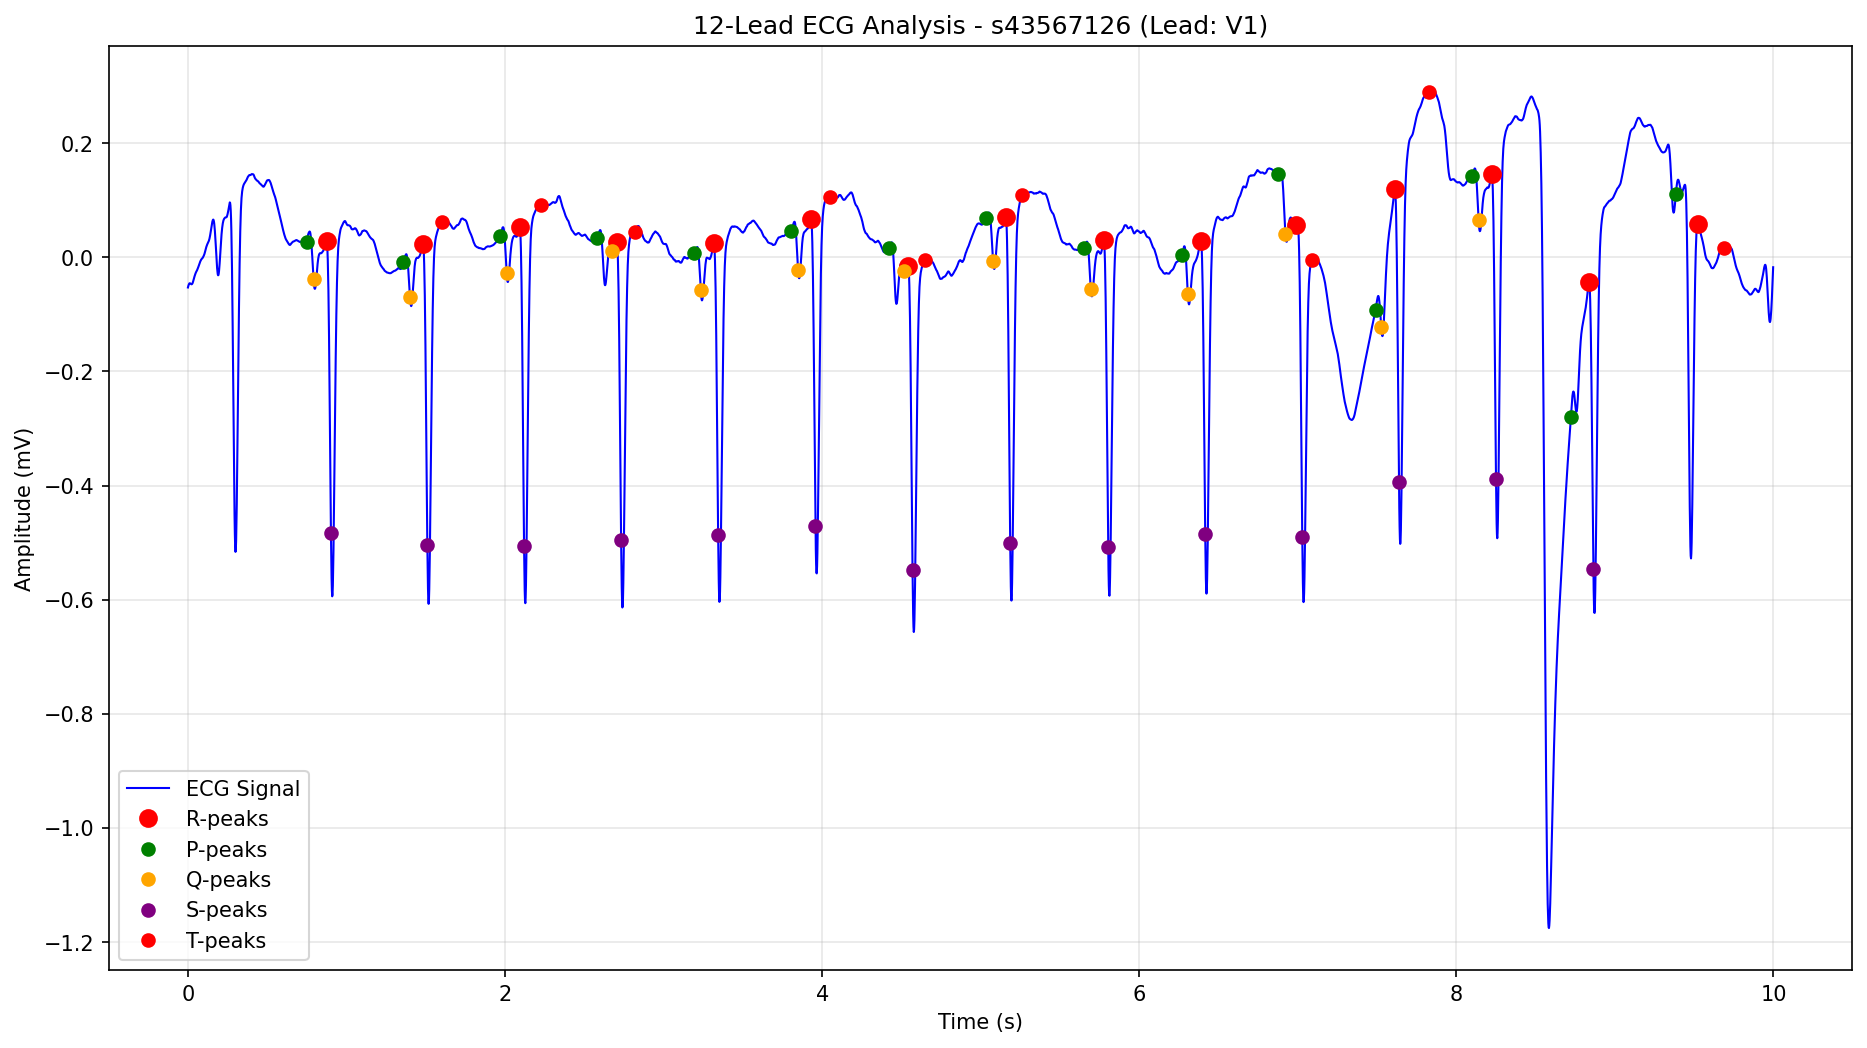 12-Lead ECG Analysis - s43567126 (Lead: V1)
Amplitude (mV)
0.2
0.0
−0.2
−0.4
−0.6
−0.8
−1.0
−1.2
ECG Signal
R-peaks
P-peaks
Q-peaks
S-peaks
T-peaks
0 2 4 6 8 10
Time (s)